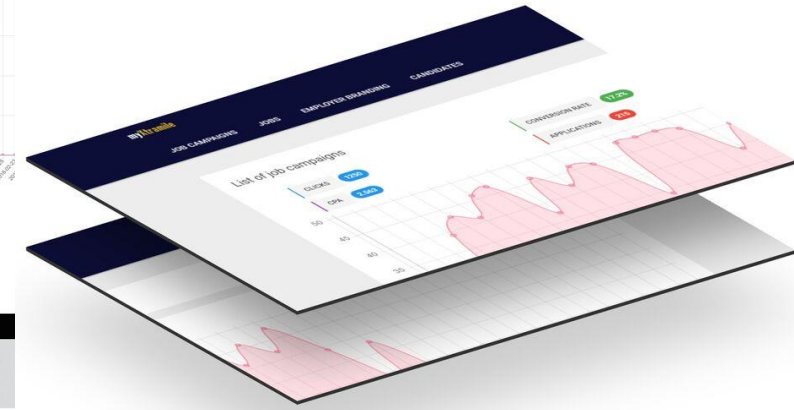 myXtramile
JOB CAMPAIGNS JOBS EMPLOYER BRANDING CANDIDATES
List of job campaigns
CLICKS 1250
CPA 2.563
CONVERSION RATE 17.2%
APPLICATIONS 215
50
45
40
35